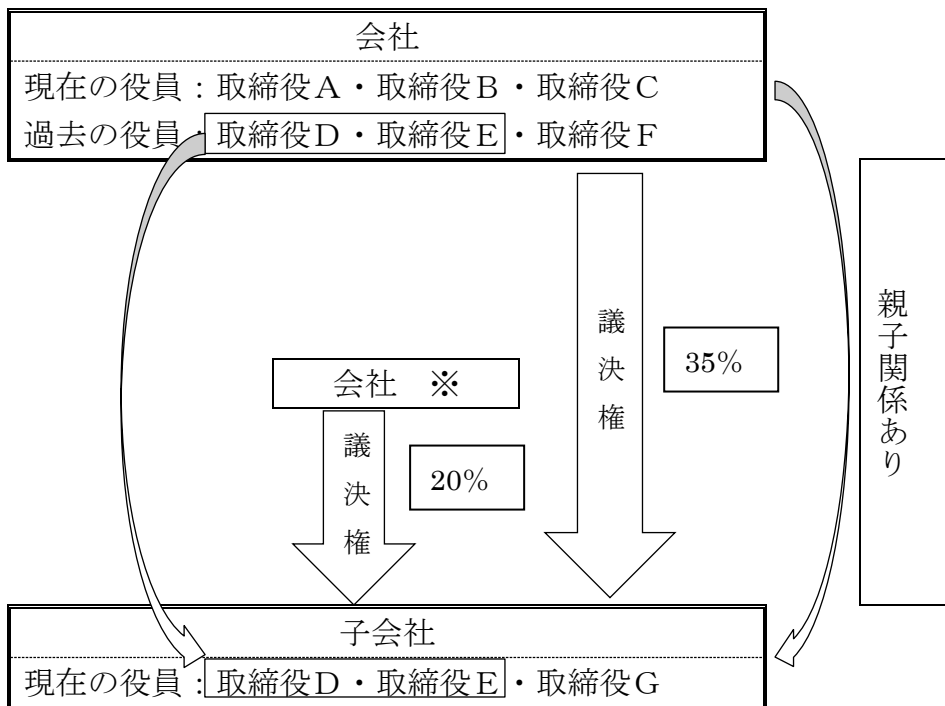 会社
現在の役員：取締役A・取締役B・取締役C
過去の役員：取締役D・取締役E・取締役F
議決権
35%
親子関係あり
会社　※
議決権
20%
子会社
現在の役員：取締役D・取締役E・取締役G